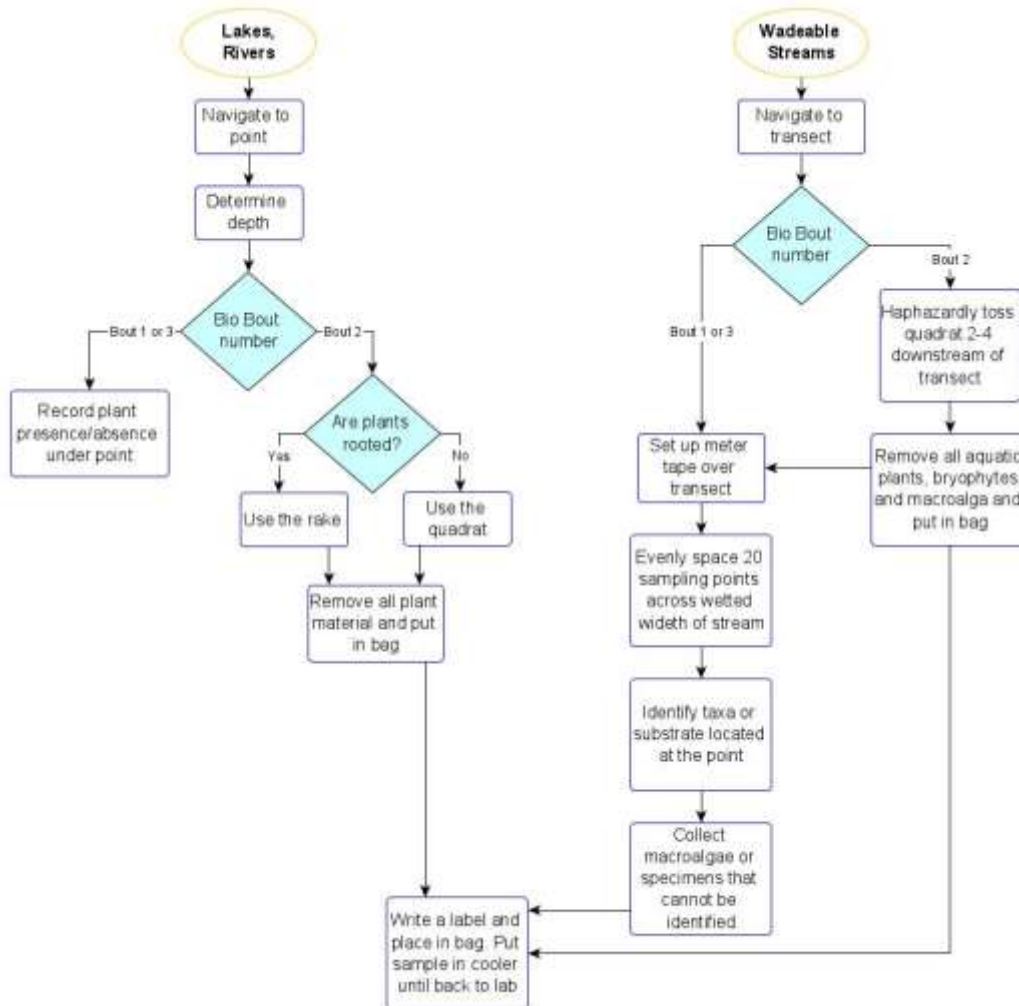 Lakes,
Rivers
Navigate to
point
Determine
depth
Bio Bout
number
Bout 1 or 3
Bout 2
Record plant
presence/absence
under point
Are plants
rooted?
Yes
No
Use the rake
Use the
quadrat
Remove all plant
material and put
in bag
Wadeable
Streams
Navigate to
transect
Bio Bout
number
Bout 1 or 3
Bout 2
Haphazardly toss
quadrat 2-4
downstream of
transect
Set up meter
tape over
transect
Remove all aquatic
plants, bryophytes
and macroalga and
put in bag
Evenly space 20
sampling points
across wetted
wideth of stream
Identify taxa or
substrate located
at the point
Collect
macroalgae or
specimens that
cannot be
identified
Write a label and
place in bag. Put
sample in cooler
until back to lab